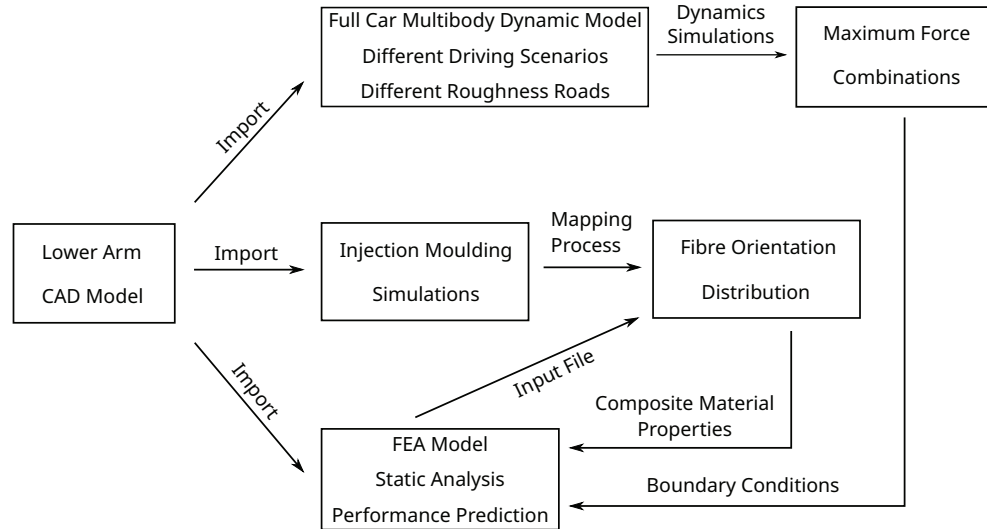 Full Car Multibody Dynamic Model
Different Driving Scenarios
Different Roughness Roads
Dynamics
Simulations
Maximum Force
Combinations
Import
Lower Arm
CAD Model
Import
Injection Moulding
Simulations
Mapping
Process
Fibre Orientation
Distribution
Import
Input File
Composite Material
Properties
FEA Model
Static Analysis
Performance Prediction
Boundary Conditions